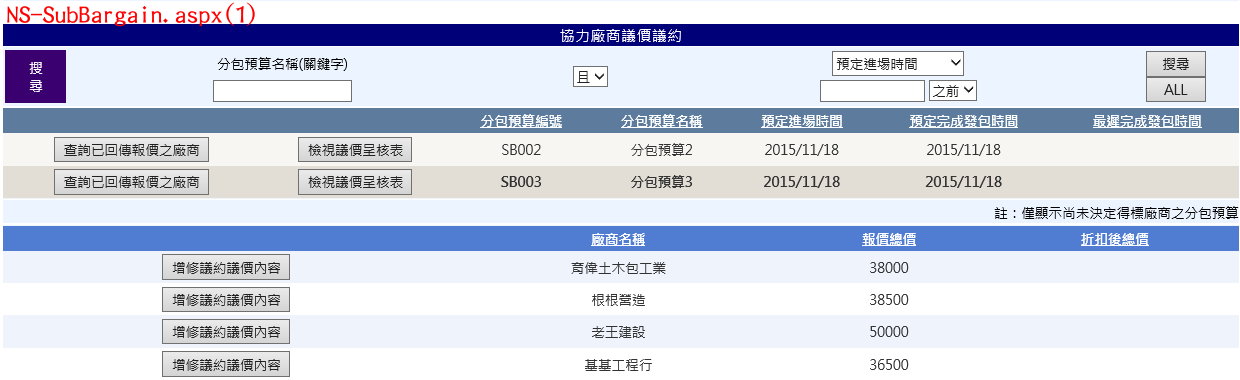 NS-SubBargain.aspx(1)
協力廠商議價議約
搜尋 分包預算名稱(關鍵字) 且 預定進場時間 搜尋
之前 ALL
分包預算編號 分包預算名稱 預定進場時間 預定完成發包時間 最遲完成發包時間
查詢已回傳報價之廠商 檢視議價呈核表 SB002 分包預算2 2015/11/18 2015/11/18
查詢已回傳報價之廠商 檢視議價呈核表 SB003 分包預算3 2015/11/18 2015/11/18
註：僅顯示尚未決定得標廠商之分包預算
廠商名稱 報價總價 折扣後總價
增修議約議價內容 育偉土木包工業 38000
增修議約議價內容 根根營造 38500
增修議約議價內容 老王建設 50000
增修議約議價內容 基基工程行 36500